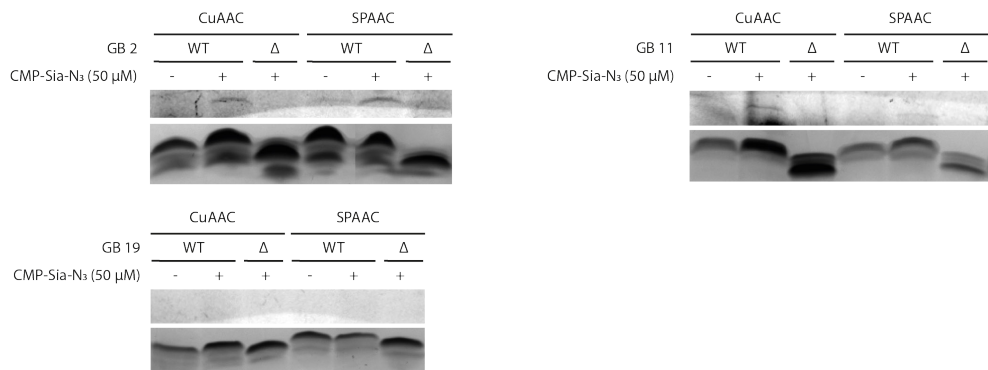 CuAAC SPAAC
GB 2 WT Δ WT Δ
CMP-Sia-N₃ (50 μM) - + + - + +
CuAAC SPAAC
GB 11 WT Δ WT Δ
CMP-Sia-N₃ (50 μM) - + + - + +
CuAAC SPAAC
GB 19 WT Δ WT Δ
CMP-Sia-N₃ (50 μM) - + + - + +